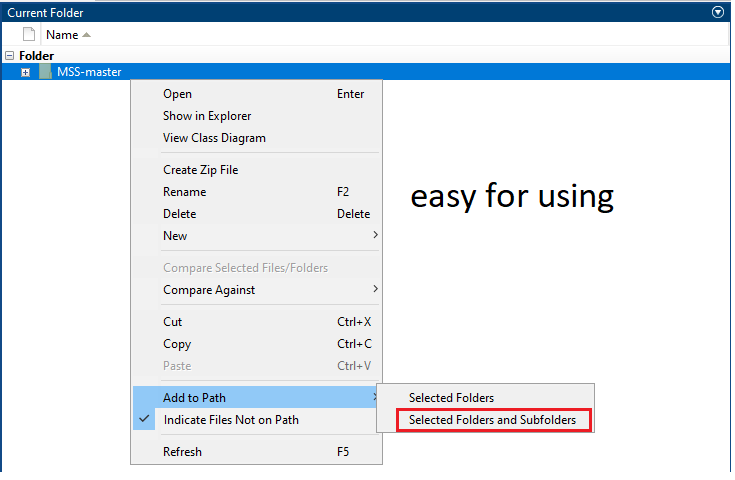 Current Folder
Name
Folder
MSS-master
Open Enter
Show in Explorer
View Class Diagram
Create Zip File
Rename F2
Delete Delete
New
Compare Selected Files/Folders
Compare Against
Cut Ctrl+X
Copy Ctrl+C
Paste Ctrl+V
Add to Path
Indicate Files Not on Path
Refresh F5
Selected Folders
Selected Folders and Subfolders
easy for using